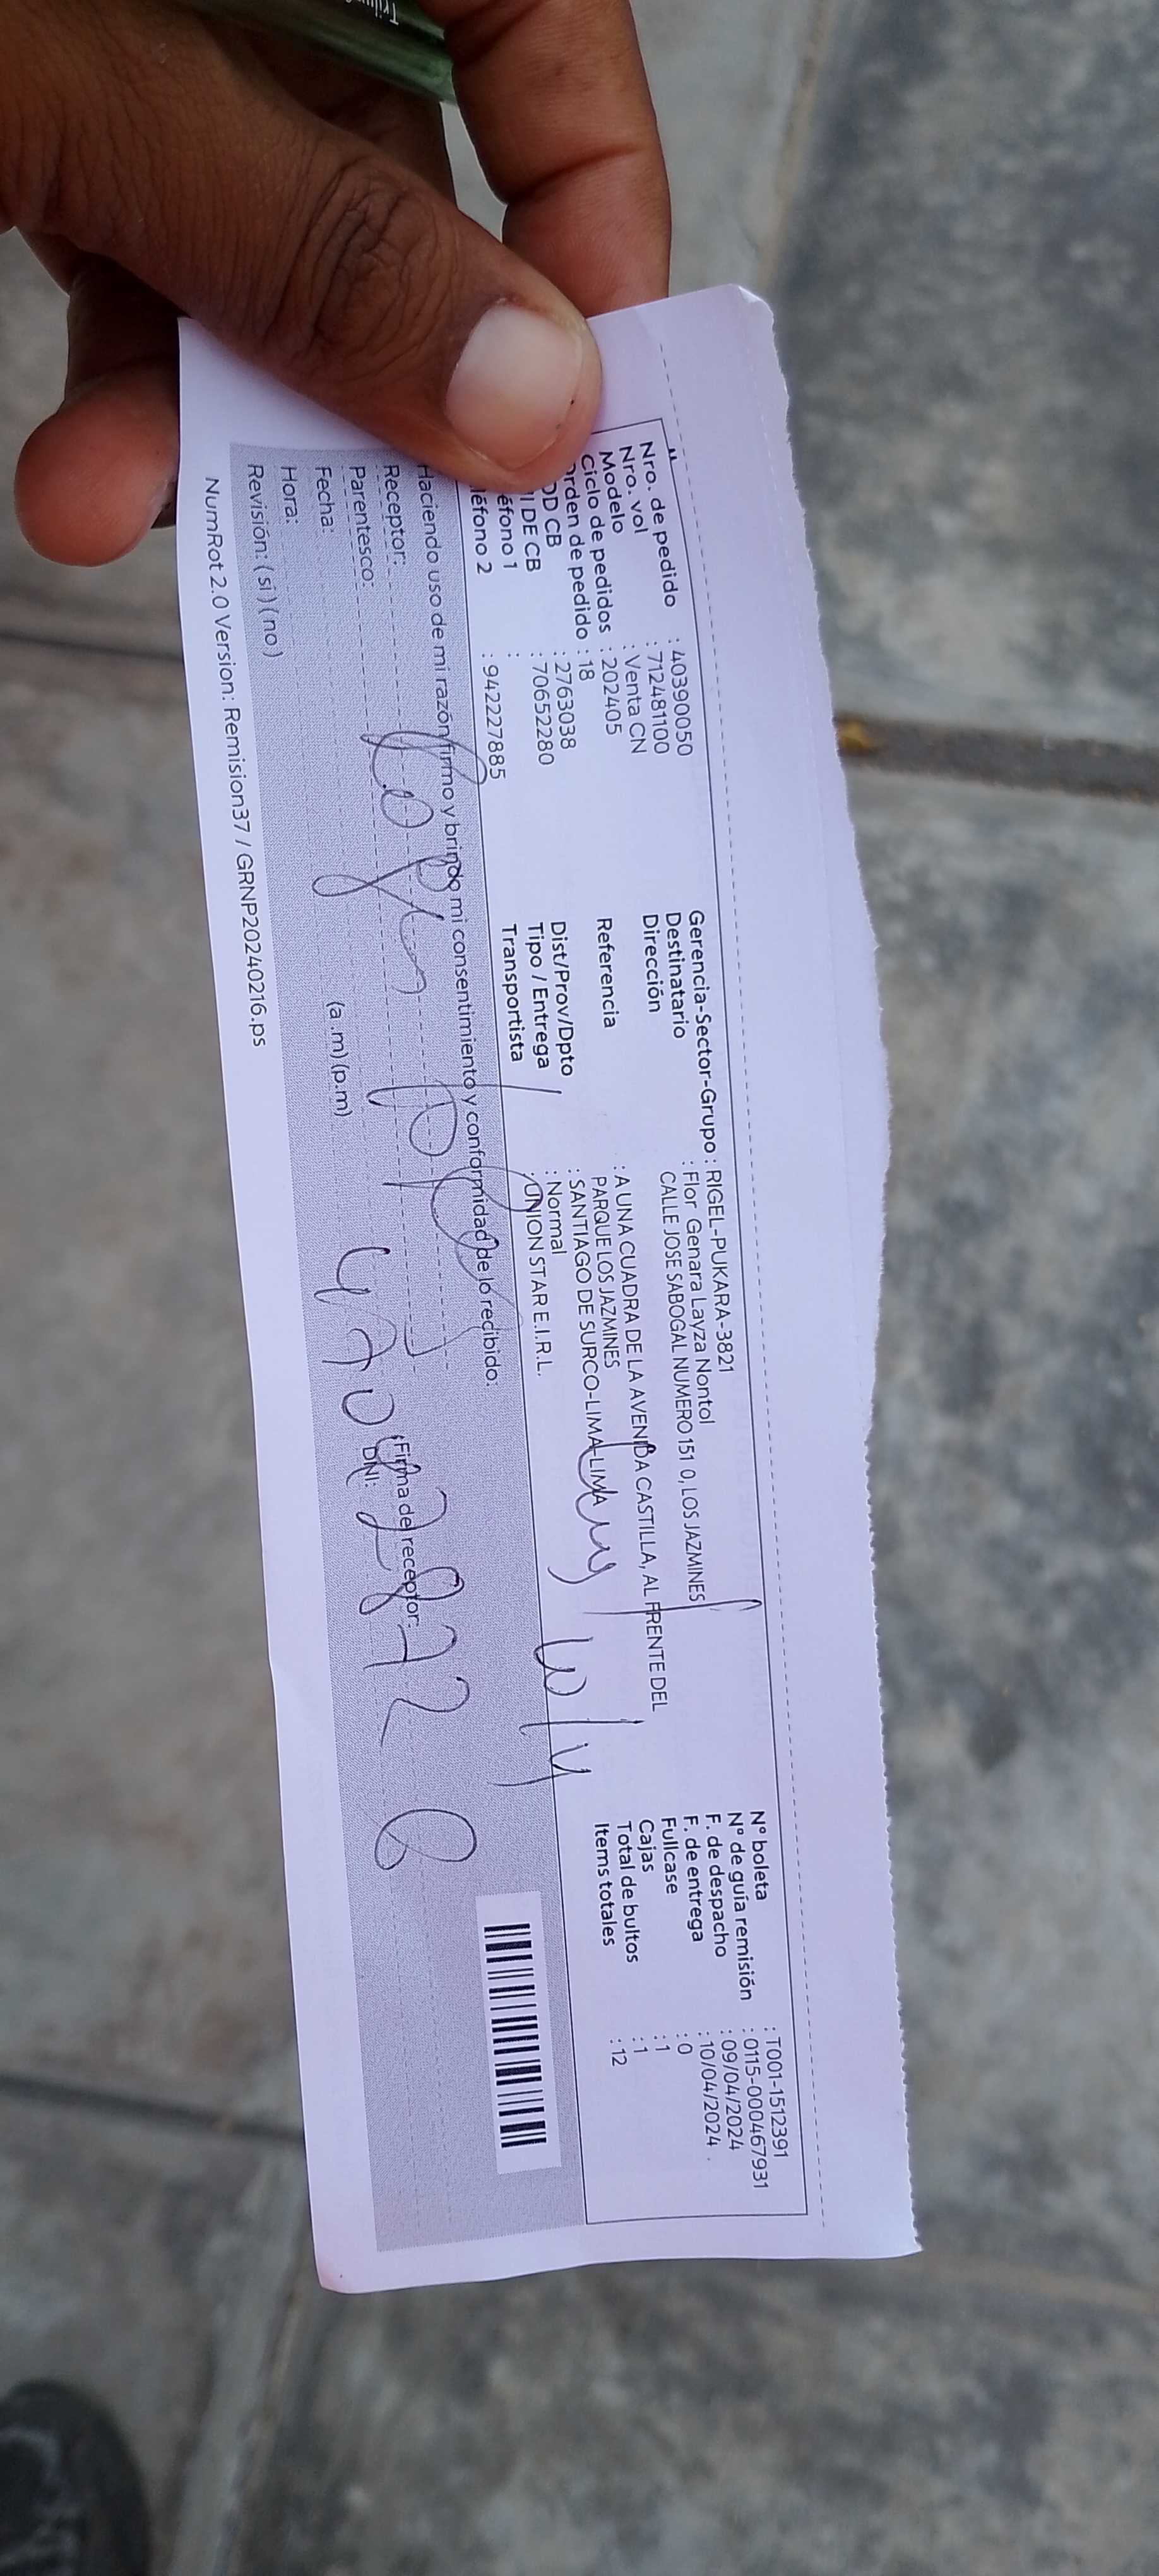 Nro. de pedido : 40390050
Nro. vol : 712481100
Modelo : Venta CN
Ciclo de pedidos : 202405
Orden de pedido : 18
OD CB : 2763038
I DE CB : 70652280
éfono 1 :
léfono 2 : 942227885
Gerencia-Sector-Grupo : RIGEL-PUKARA-3821
Destinatario : Flor Genara Layza Nontol
Dirección CALLE JOSE SABOGAL NUMERO 151 0, LOS JAZMINES
Referencia : A UNA CUADRA DE LA AVENIDA CASTILLA, AL FRENTE DEL
PARQUE LOS JAZMINES
Dist/Prov/Dpto : SANTIAGO DE SURCO-LIMA-LIMA
Tipo / Entrega : Normal
Transportista : UNION STAR E.I.R.L.
N° boleta : T001-1512391
N° de guía remisión : 0115-000467931
F. de despacho : 09/04/2024
F. de entrega : 10/04/2024
Fullcase : 0
Cajas : 1
Total de bultos : 1
Items totales : 12
Haciendo uso de mi razón firmo y brindo mi consentimiento y conformidad de lo recibido:
Receptor:
Parentesco:
Fecha:
Hora: (a.m) (p.m)
Revisión: ( si ) ( no )
Firma del receptor:
DNI:
NumRot 2.0 Version: Remision37 / GRNP20240216.ps